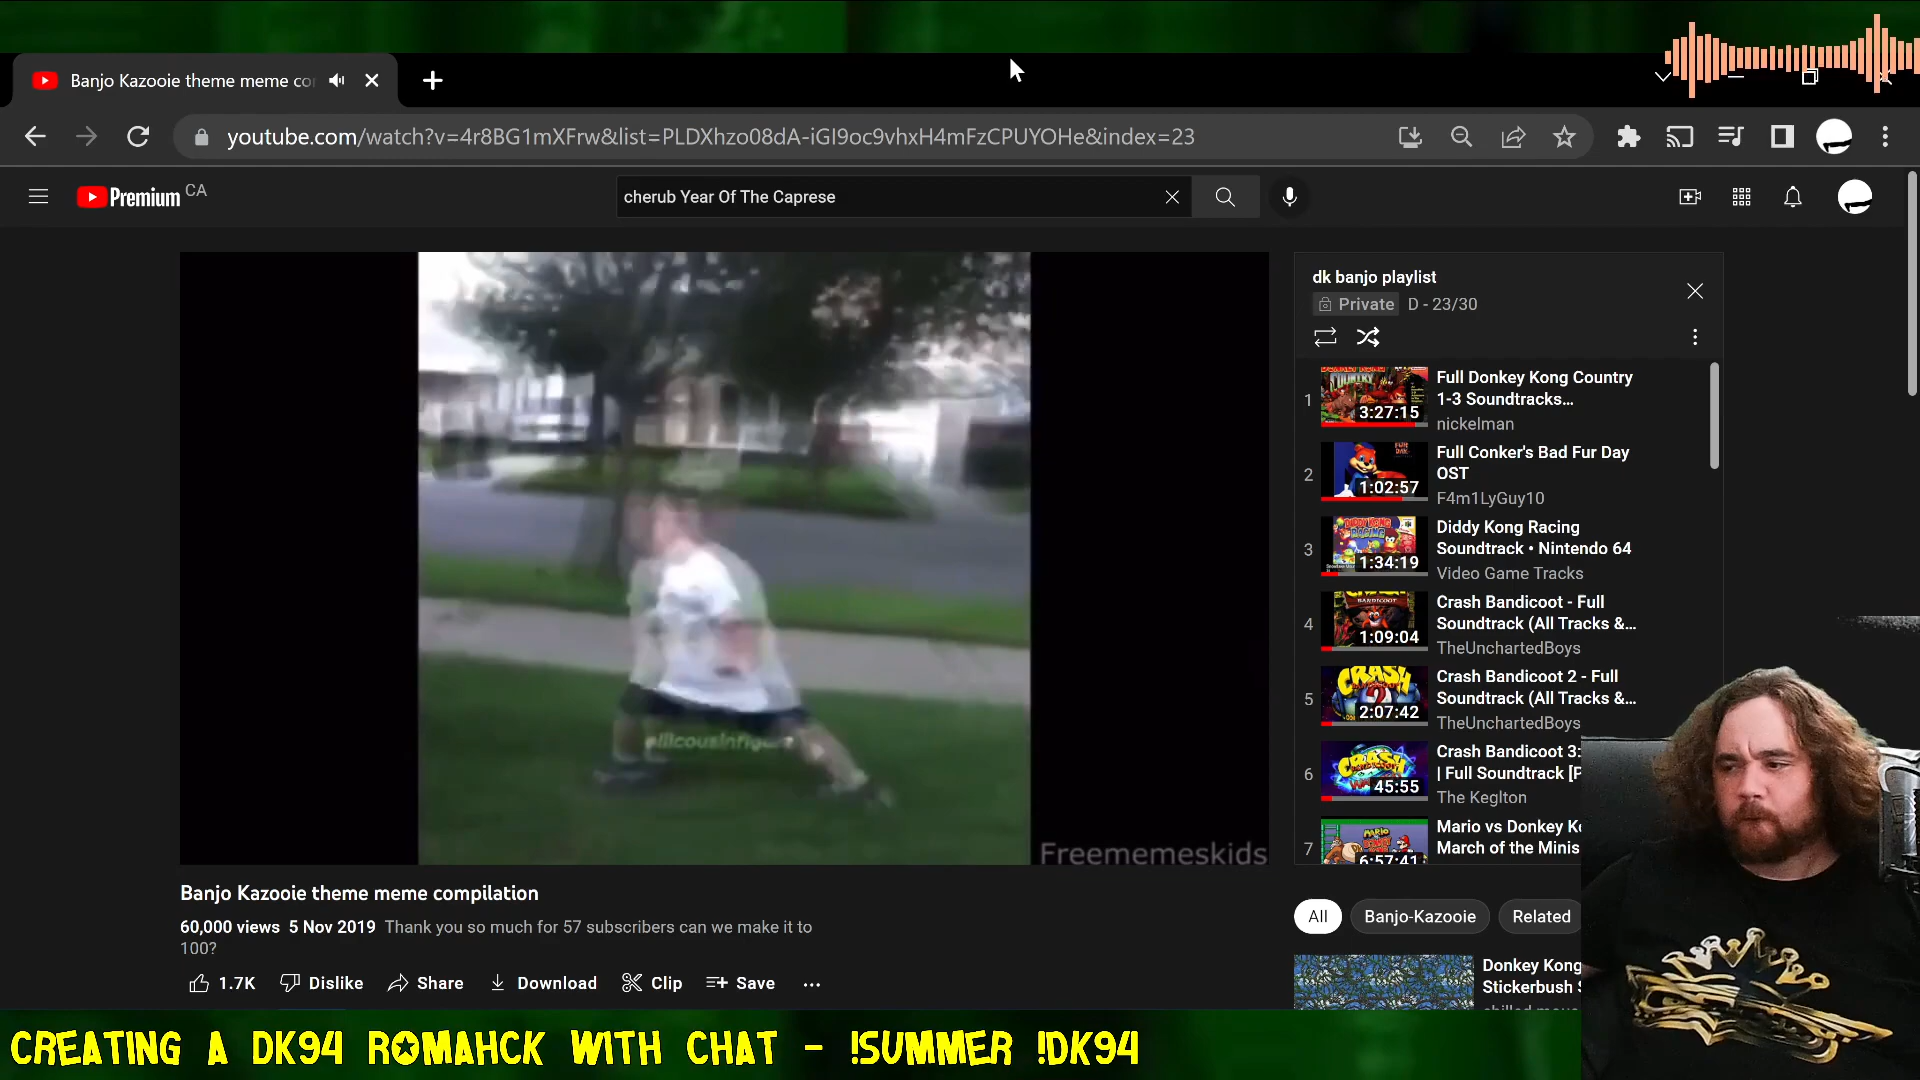 Banjo Kazooie theme meme co
youtube.com/watch?v=4r8BG1mXFrw&list=PLDXhzo08dA-iGI9oc9vhxH4mFzCPUYOHe&index=23
Premium CA
cherub Year Of The Caprese
dk banjo playlist
Private D - 23/30
1
3:27:15
Full Donkey Kong Country
1-3 Soundtracks...
nickelman
2
1:02:57
Full Conker's Bad Fur Day
OST
F4m1LyGuy10
3
1:34:19
Diddy Kong Racing
Soundtrack • Nintendo 64
Video Game Tracks
4
1:09:04
Crash Bandicoot - Full
Soundtrack (All Tracks &...
TheUnchartedBoys
5
2:07:42
Crash Bandicoot 2 - Full
Soundtrack (All Tracks &...
TheUnchartedBoys
6
45:55
Crash Bandicoot 3:
| Full Soundtrack [P
The Keglton
7
6:57:41
Mario vs Donkey Ko
March of the Minis
Freememeskids
Banjo Kazooie theme meme compilation
60,000 views 5 Nov 2019 Thank you so much for 57 subscribers can we make it to
100?
1.7K Dislike Share Download Clip Save
All Banjo-Kazooie Related
Donkey Kong
Stickerbush S
CREATING A DK94 ROMAHCK WITH CHAT - !SUMMER !DK94